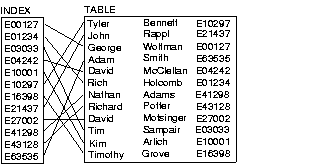 INDEX TABLE
E00127 Tyler Bennett E10297
E01234 John Rappl E21437
E03033 George Woltman E00127
E04242 Adam Smith E63535
E10001 David McClellan E04242
E10297 Rich Holcomb E01234
E16398 Nathan Adams E41298
E21437 Richard Potter E43128
E27002 David Motsinger E27002
E41298 Tim Sampair E03033
E43128 Kim Arlich E10001
E63535 Timothy Grove E16398